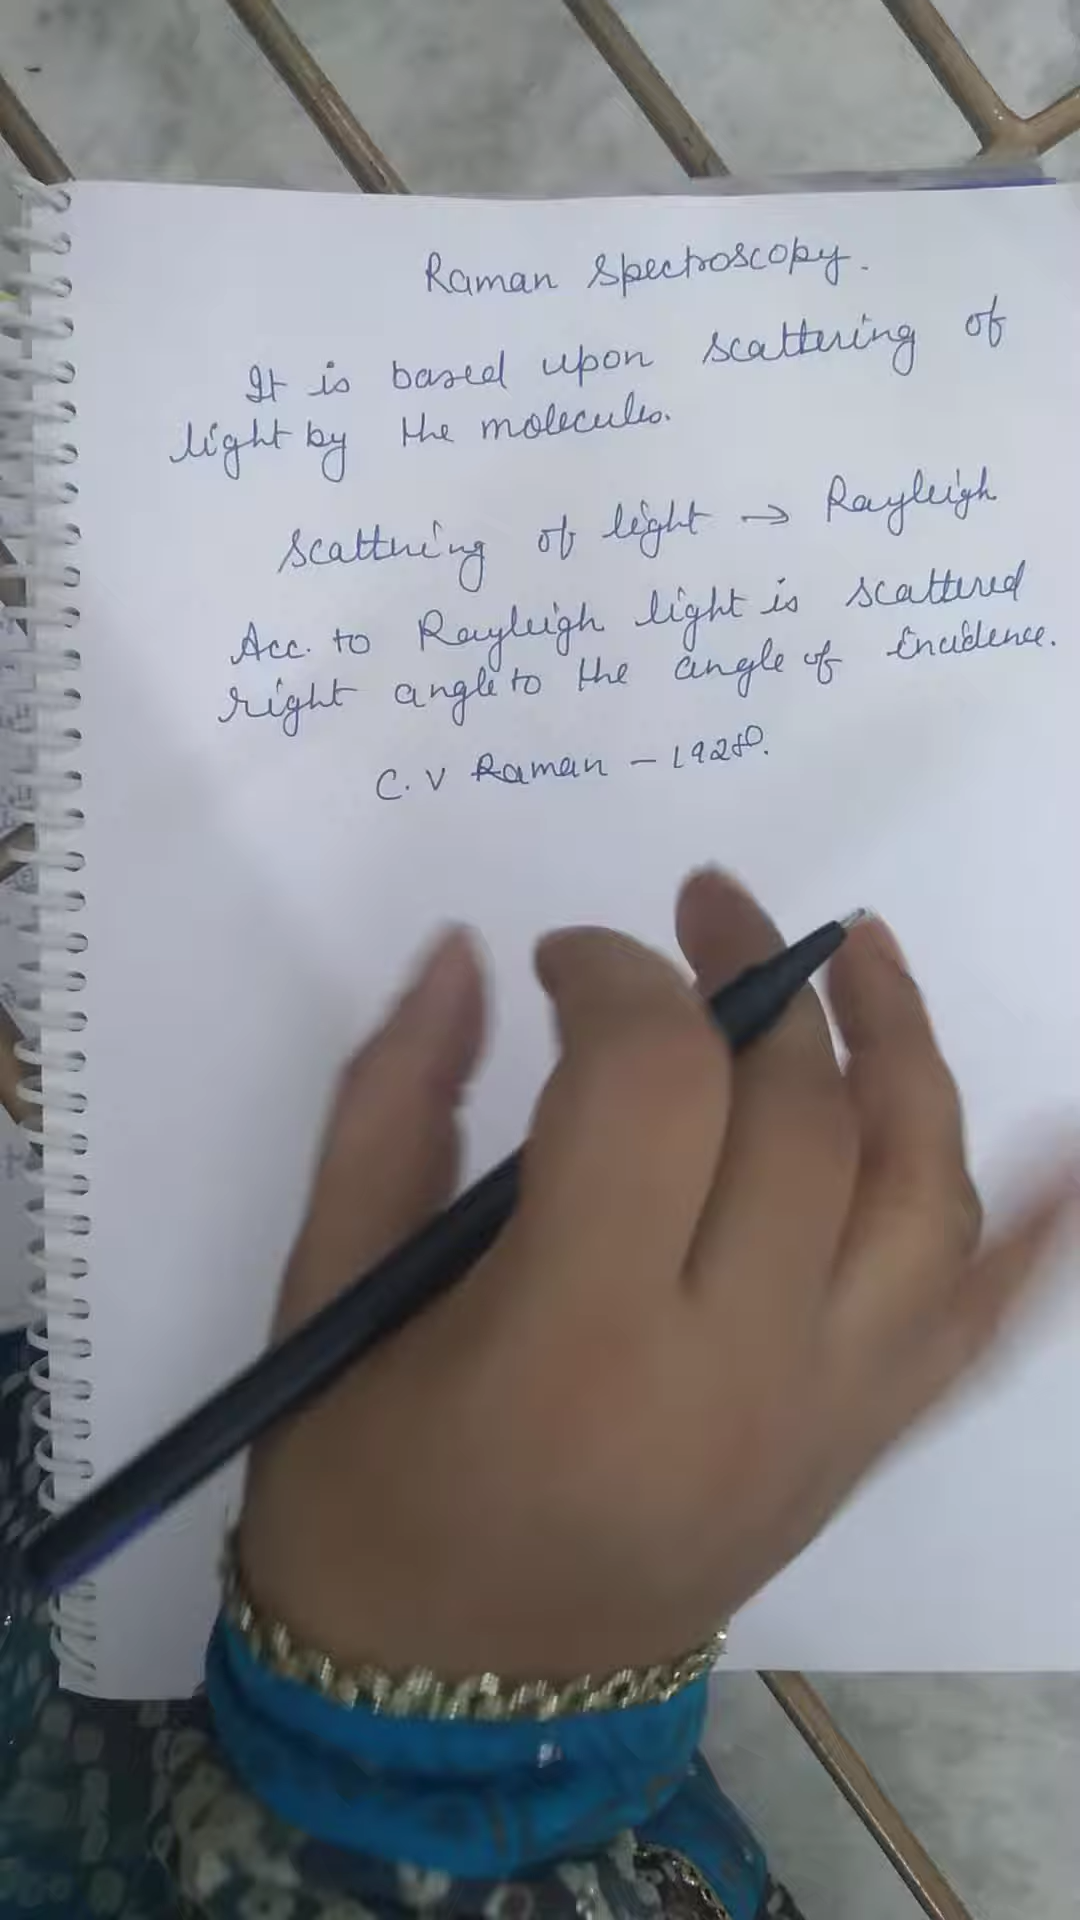 Raman Spectroscopy.
It is based upon scattering of
light by the molecules.
Scattering of light → Rayleigh
Acc. to Rayleigh light is scattered
right angle to the angle of incidence.
C. V Raman - 1928.